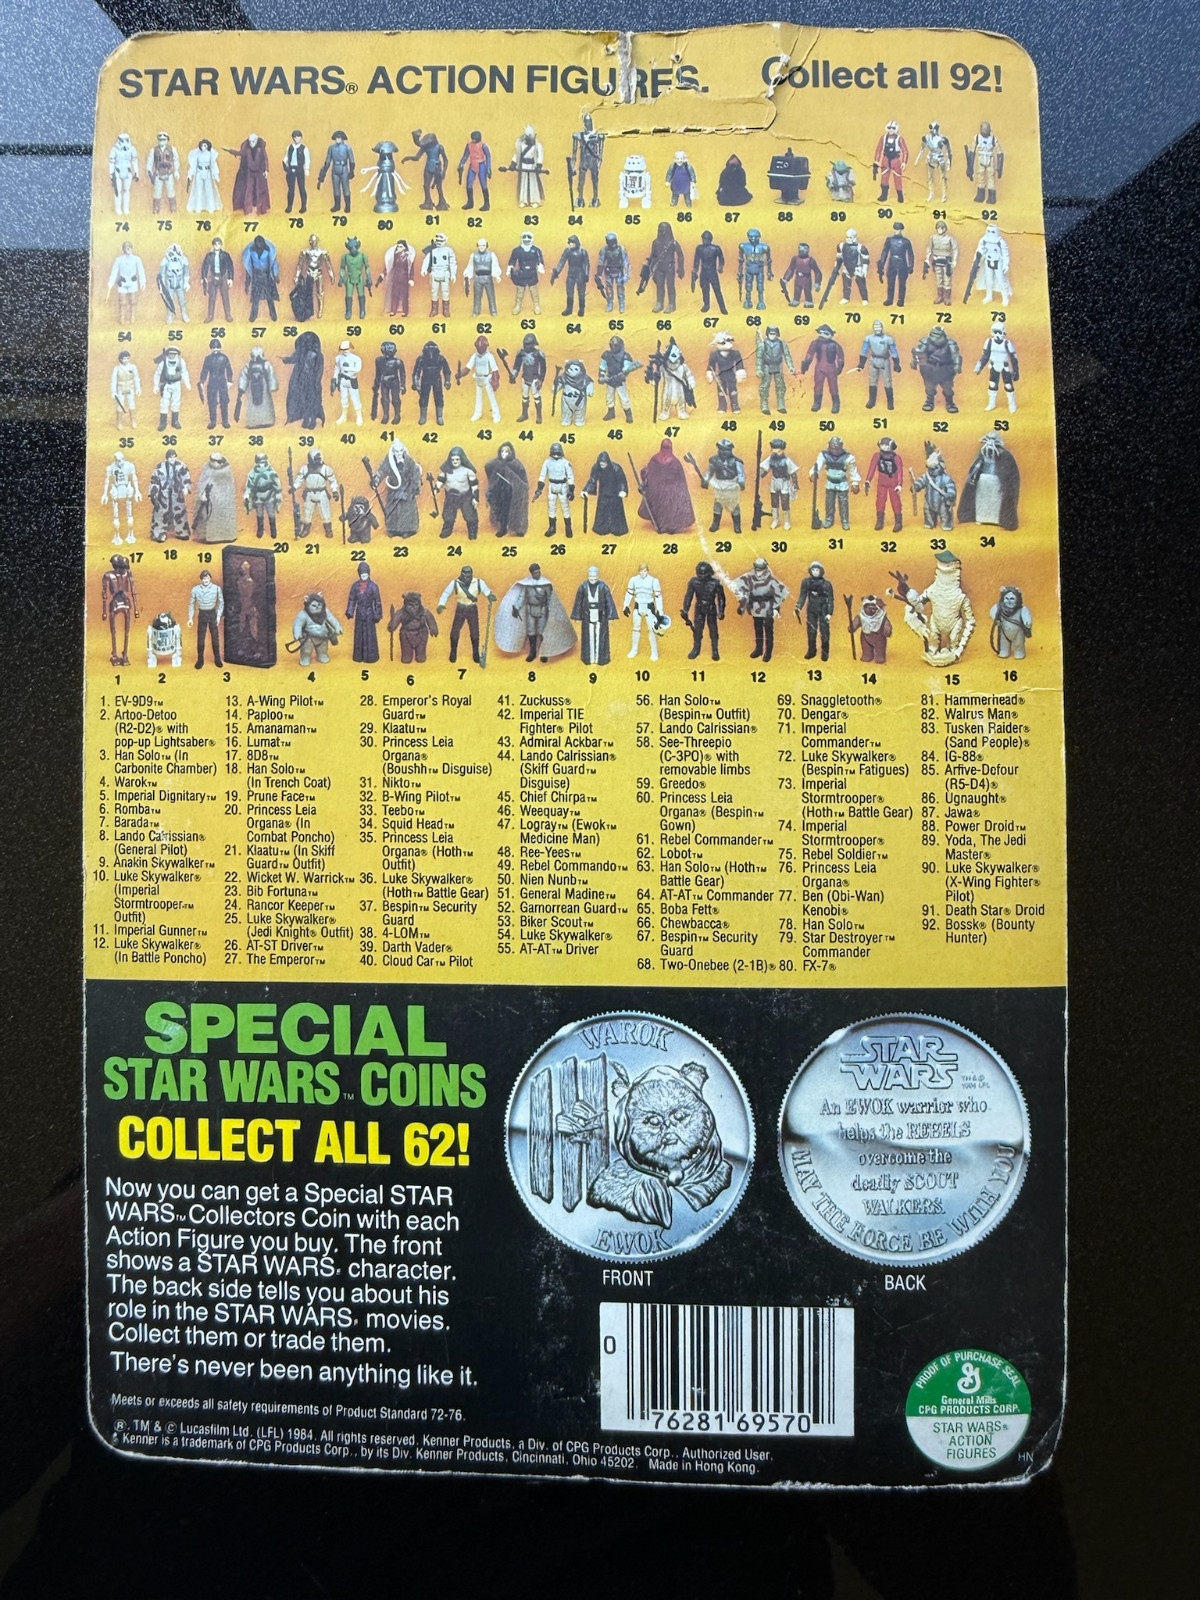 STAR WARS® ACTION FIGURES. Collect all 92!
74 75 76 77 78 79 80 81 82 83 84 85 86 87 88 89 90 91 92
54 55 56 57 58 59 60 61 62 63 64 65 66 67 68 69 70 71 72 73
35 36 37 38 39 40 41 42 43 44 45 46 47 48 49 50 51 52 53
17 18 19 20 21 22 23 24 25 26 27 28 29 30 31 32 33 34
1 2 3 4 5 6 7 8 9 10 11 12 13 14 15 16
1. EV-9D9™
2. Artoo-Detoo
(R2-D2)® with
pop-up Lightsaber®
3. Han Solo™ (In
Carbonite Chamber)
4. Warok™
5. Imperial Dignitary™
6. Romba™
7. Barada™
8. Lando Calrissian®
(General Pilot)
9. Anakin Skywalker™
10. Luke Skywalker®
(Imperial
Stormtrooper™
Outfit)
11. Imperial Gunner™
12. Luke Skywalker®
(In Battle Poncho)
13. A-Wing Pilot™
14. Paploo™
15. Amanaman™
16. Lumat™
17. 8D8™
18. Han Solo™
(In Trench Coat)
19. Prune Face™
20. Princess Leia
Organa® (In
Combat Poncho)
21. Klaatu™ (In Skiff
Guard™ Outfit)
22. Wicket W. Warrick™
23. Bib Fortuna™
24. Rancor Keeper™
25. Luke Skywalker®
(Jedi Knight® Outfit)
26. AT-ST Driver™
27. The Emperor™
28. Emperor's Royal
Guard™
29. Klaatu™
30. Princess Leia
Organa®
(Boushh™ Disguise)
31. Nikto™
32. B-Wing Pilot™
33. Teebo™
34. Squid Head™
35. Princess Leia
Organa® (Hoth™
Outfit)
36. Luke Skywalker®
(Hoth™ Battle Gear)
37. Bespin™ Security
Guard
38. 4-LOM™
39. Darth Vader®
40. Cloud Car™ Pilot
41. Zuckuss®
42. Imperial TIE
Fighter® Pilot
43. Admiral Ackbar™
44. Lando Calrissian®
(Skiff Guard™
Disguise)
45. Chief Chirpa™
46. Weequay™
47. Logray™ (Ewok™
Medicine Man)
48. Ree-Yees™
49. Rebel Commando™
50. Nien Nunb™
51. General Madine™
52. Gamorrean Guard™
53. Biker Scout™
54. Luke Skywalker®
55. AT-AT™ Driver
56. Han Solo™
(Bespin™ Outfit)
57. Lando Calrissian®
58. See-Threepio
(C-3PO)® with
removable limbs
59. Greedo®
60. Princess Leia
Organa® (Bespin™
Gown)
61. Rebel Commander™
62. Lobot™
63. Han Solo™ (Hoth™
Battle Gear)
64. AT-AT™ Commander
65. Boba Fett®
66. Chewbacca®
67. Bespin™ Security
Guard
68. Two-Onebee (2-1B)®
69. Snaggletooth®
70. Dengar®
71. Imperial
Commander™
72. Luke Skywalker®
(Bespin™ Fatigues)
73. Imperial
Stormtrooper®
(Hoth™ Battle Gear)
74. Imperial
Stormtrooper®
75. Rebel Soldier™
76. Princess Leia
Organa®
77. Ben (Obi-Wan)
Kenobi®
78. Han Solo™
79. Star Destroyer™
Commander
80. FX-7®
81. Hammerhead®
82. Walrus Man®
83. Tusken Raider®
(Sand People)®
84. IG-88®
85. Arfive-Defour
(R5-D4)®
86. Ugnaught®
87. Jawa®
88. Power Droid™
89. Yoda, The Jedi
Master®
90. Luke Skywalker®
(X-Wing Fighter®
Pilot)
91. Death Star® Droid
92. Bossk® (Bounty
Hunter)
SPECIAL
STAR WARS™ COINS
COLLECT ALL 62!
Now you can get a Special STAR
WARS™ Collectors Coin with each
Action Figure you buy. The front
shows a STAR WARS® character.
The back side tells you about his
role in the STAR WARS® movies.
Collect them or trade them.
There's never been anything like it.
Meets or exceeds all safety requirements of Product Standard 72-76.
®, TM & © Lucasfilm Ltd. (LFL) 1984. All rights reserved. Kenner Products, a Div. of CPG Products Corp., Authorized User.
Kenner is a trademark of CPG Products Corp., by its Div. Kenner Products, Cincinnati, Ohio 45202. Made in Hong Kong.
WAROK
EWOK
FRONT
STAR
WARS
An EWOK warrior who
helps the REBELS
overcome the
deadly SCOUT
WALKERS.
MAY THE FORCE BE WITH YOU
BACK
0 76281 69570
PROOF OF PURCHASE SEAL
G
General Mills
CPG PRODUCTS CORP.
STAR WARS®
ACTION
FIGURES
HN